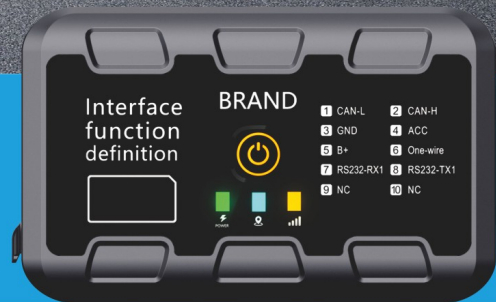 Interface
function
definition
BRAND
1 CAN-L 2 CAN-H
3 GND 4 ACC
5 B+ 6 One-wire
7 RS232-RX1 8 RS232-TX1
9 NC 10 NC
POWER